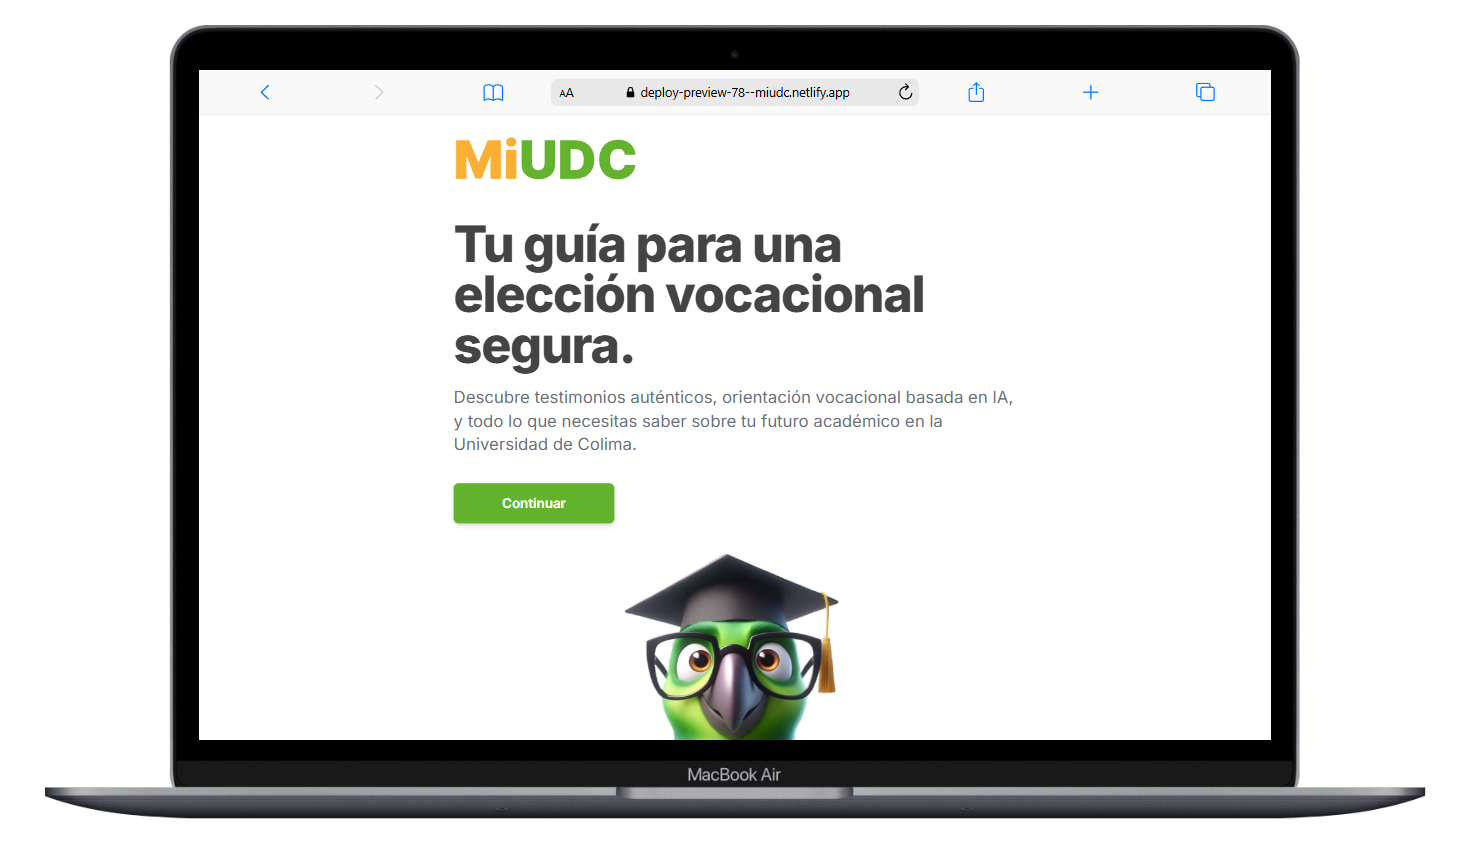 AA deploy-preview-78--miudc.netlify.app
MiUDC
Tu guía para una
elección vocacional
segura.
Descubre testimonios auténticos, orientación vocacional basada en IA,
y todo lo que necesitas saber sobre tu futuro académico en la
Universidad de Colima.
Continuar
MacBook Air